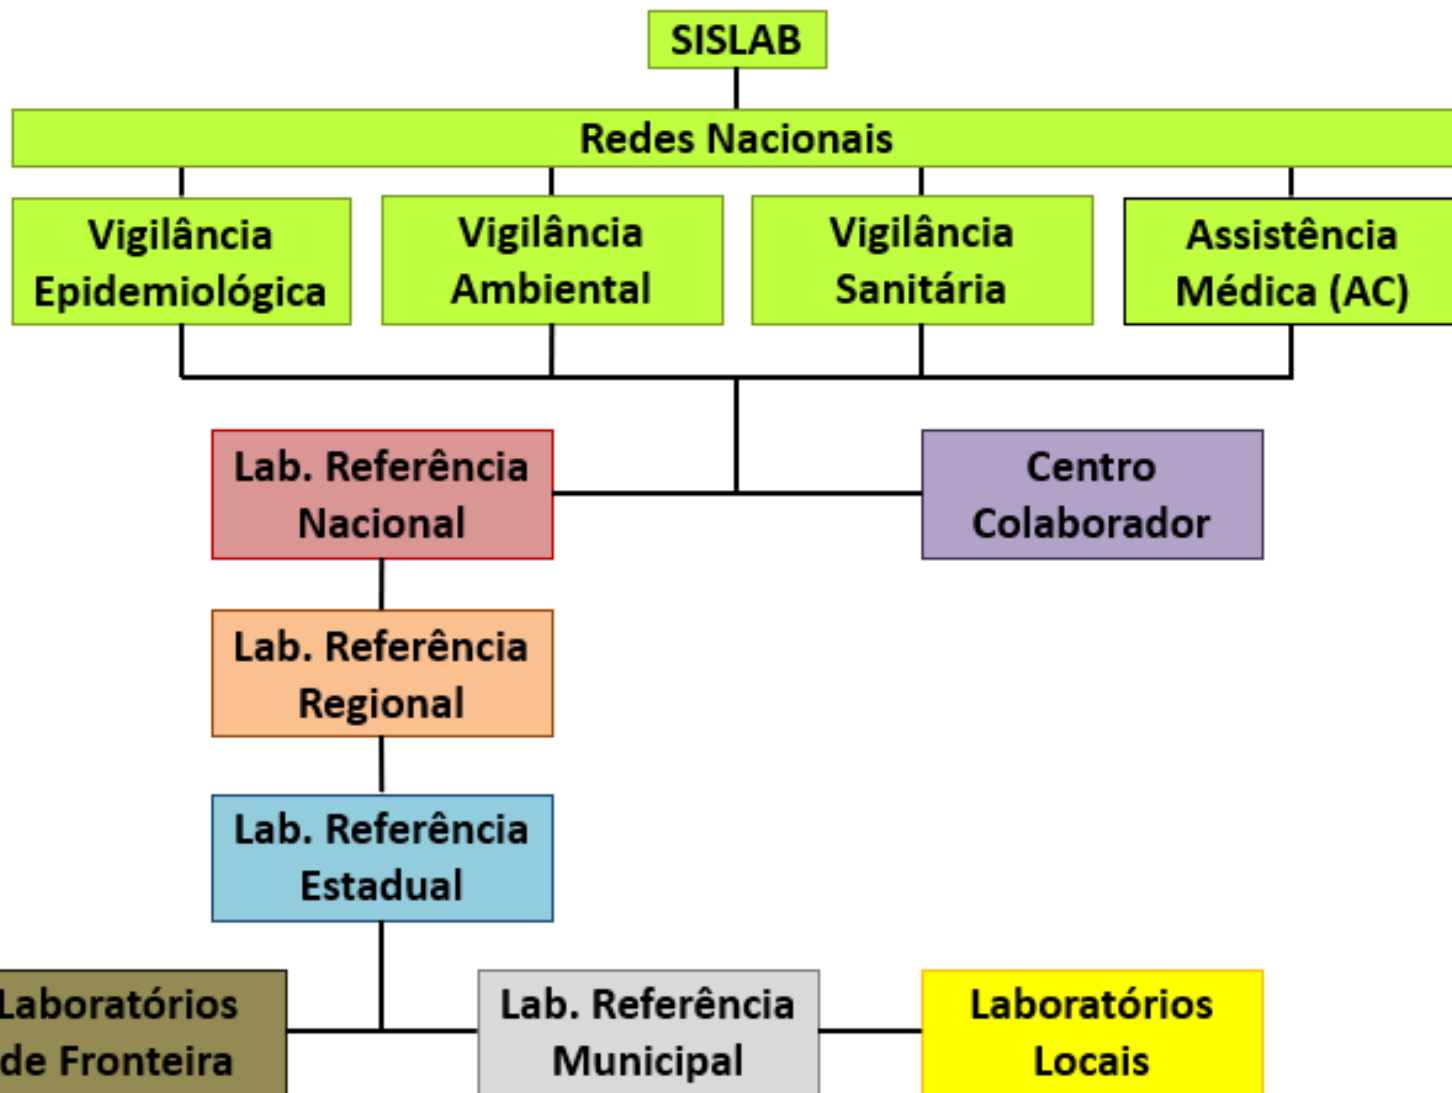 SISLAB
Redes Nacionais
Vigilância
Epidemiológica
Vigilância
Ambiental
Vigilância
Sanitária
Assistência
Médica (AC)
Lab. Referência
Nacional
Centro
Colaborador
Lab. Referência
Regional
Lab. Referência
Estadual
Laboratórios
de Fronteira
Lab. Referência
Municipal
Laboratórios
Locais